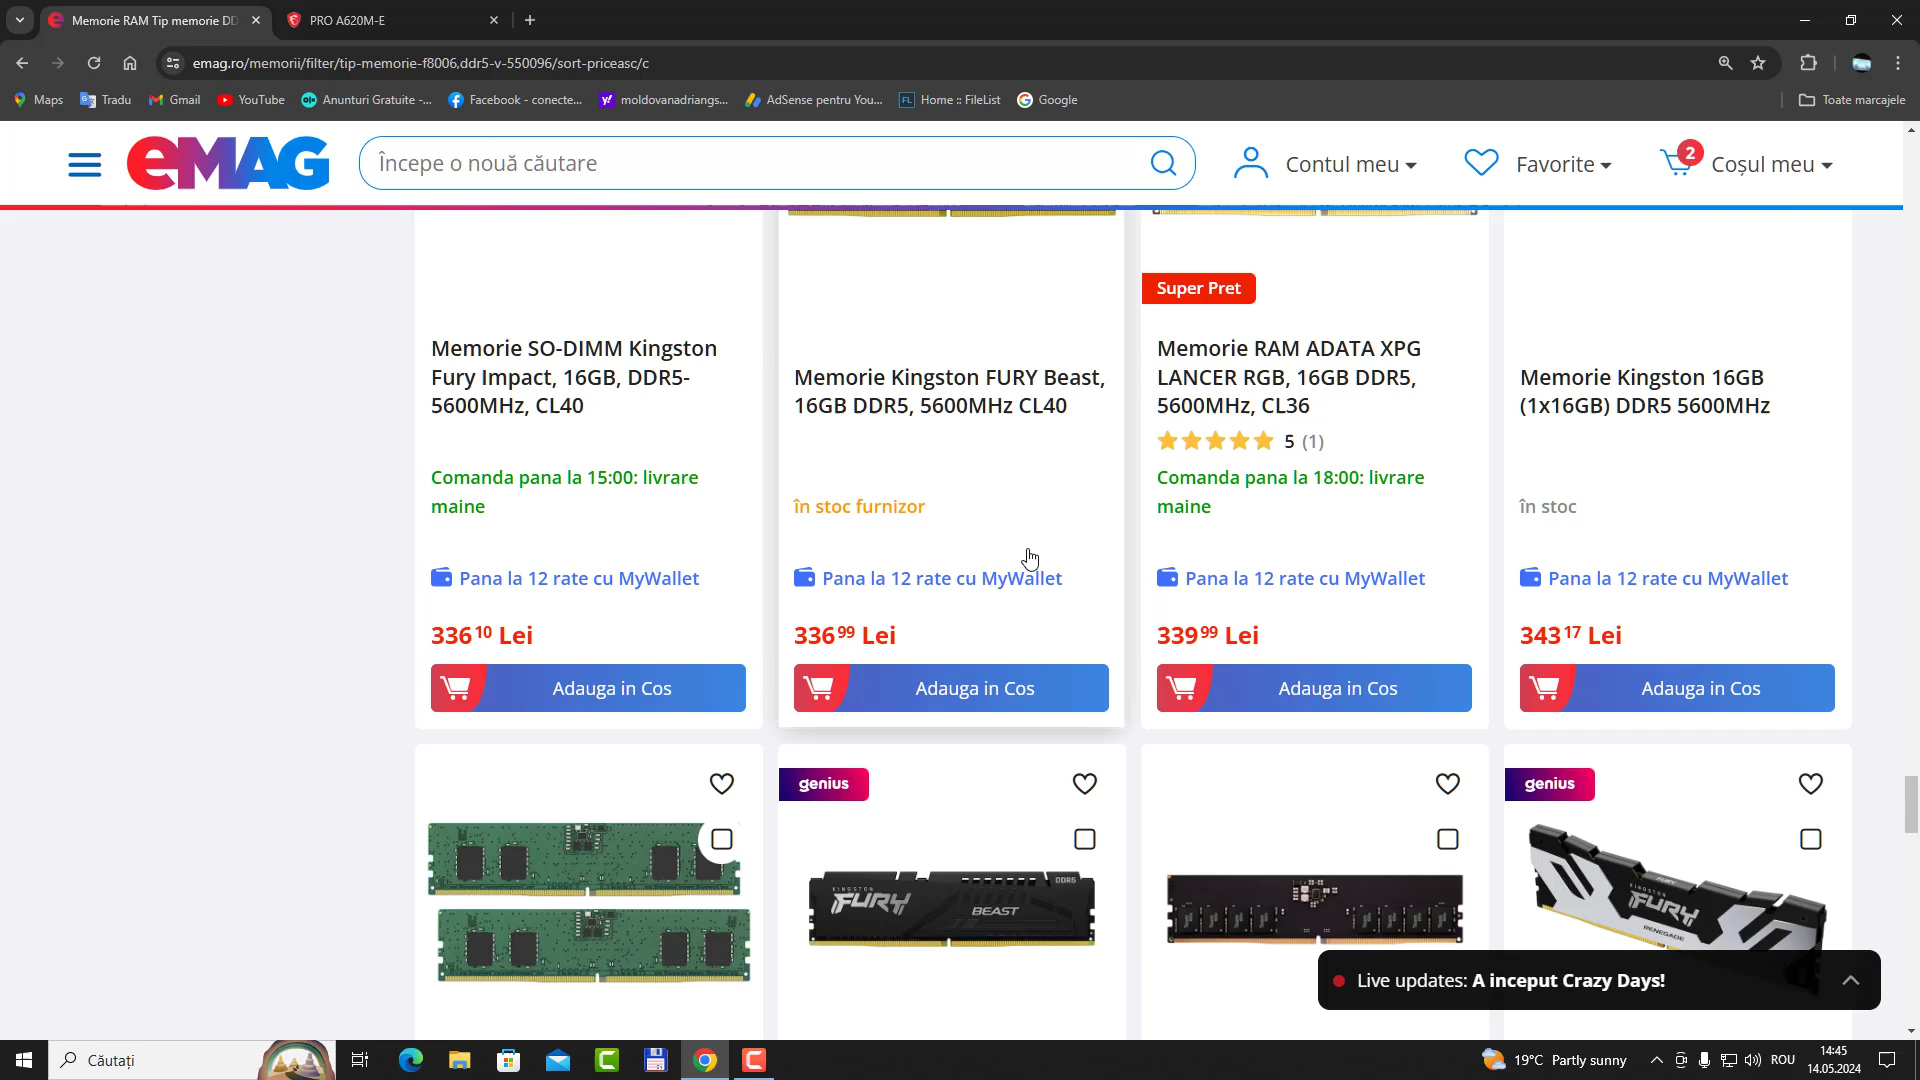 Memorie RAM Tip memorie DD
PRO A620M-E
emag.ro/memorii/filter/tip-memorie-f8006,ddr5-v-550096/sort-priceasc/c
Maps
Tradu
Gmail
YouTube
Anunturi Gratuite -...
Facebook - conecte...
moldovanadriangs...
AdSense pentru You...
FL
Home :: FileList
Google
Toate marcajele
eMAG
Începe o nouă căutare
Contul meu
Favorite
2
Coșul meu
Super Pret
Memorie SO-DIMM Kingston
Fury Impact, 16GB, DDR5-
5600MHz, CL40
Memorie Kingston FURY Beast,
16GB DDR5, 5600MHz CL40
Memorie RAM ADATA XPG
LANCER RGB, 16GB DDR5,
5600MHz, CL36
5 (1)
Memorie Kingston 16GB
(1x16GB) DDR5 5600MHz
Comanda pana la 15:00: livrare
maine
în stoc furnizor
Comanda pana la 18:00: livrare
maine
în stoc
Pana la 12 rate cu MyWallet
Pana la 12 rate cu MyWallet
Pana la 12 rate cu MyWallet
Pana la 12 rate cu MyWallet
336 10 Lei
336 99 Lei
339 99 Lei
343 17 Lei
Adauga in Cos
Adauga in Cos
Adauga in Cos
Adauga in Cos
genius
genius
KINGSTON
FURY
BEAST
DDR5
FURY
KINGSTON
FURY
RENEGADE
Live updates: A inceput Crazy Days!
Căutați
19°C Partly sunny
ROU
14:45
14.05.2024